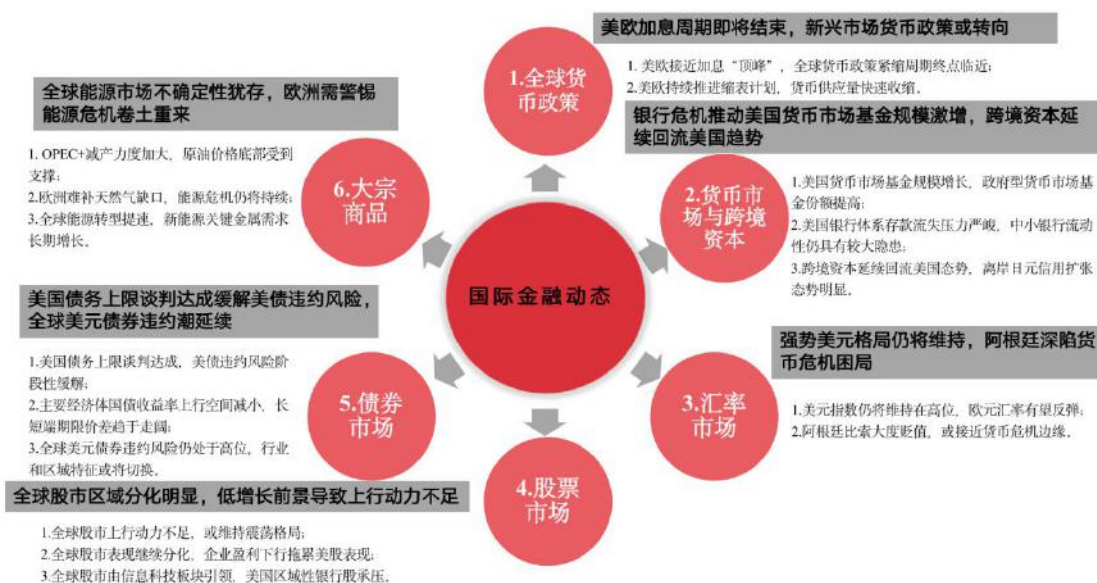 美欧加息周期即将结束，新兴市场货币政策或转向
1.全球货
币政策
1. 美欧接近加息“顶峰”，全球货币政策紧缩周期终点临近;
2.美欧持续推进缩表计划，货币供应量快速收缩。
银行危机推动美国货币市场基金规模激增，跨境资本延
续回流美国趋势
2.货币市
场与跨境
资本
1.美国货币市场基金规模增长，政府型货币市场基
金份额提高;
2.美国银行体系存款流失压力严峻，中小银行流动
性仍具有较大隐患;
3.跨境资本延续回流美国态势，离岸日元信用扩张
态势明显。
强势美元格局仍将维持，阿根廷深陷货
币危机困局
3.汇率
市场
1.美元指数仍将维持在高位，欧元汇率有望反弹;
2.阿根廷比索大度贬值，或接近货币危机边缘。
国际金融动态
4.股票
市场
全球股市区域分化明显，低增长前景导致上行动力不足
1.全球股市上行动力不足，或维持震荡格局;
2.全球股市表现继续分化，企业盈利下行拖累美股表现;
3.全球股市由信息科技板块引领，美国区域性银行股承压。
美国债务上限谈判达成缓解美债违约风险，
全球美元债券违约潮延续
5.债券
市场
1.美国债务上限谈判达成，美债违约风险阶
段性缓解;
2.主要经济体国债收益率上行空间减小，长
短端期限价差趋于走阔;
3.全球美元债券违约风险仍处于高位，行业
和区域特征或将切换。
全球能源市场不确定性犹存，欧洲需警惕
能源危机卷土重来
6.大宗
商品
1. OPEC+减产力度加大，原油价格底部受到
支撑;
2.欧洲难补天然气缺口，能源危机仍将持续;
3.全球能源转型提速，新能源关键金属需求
长期增长。